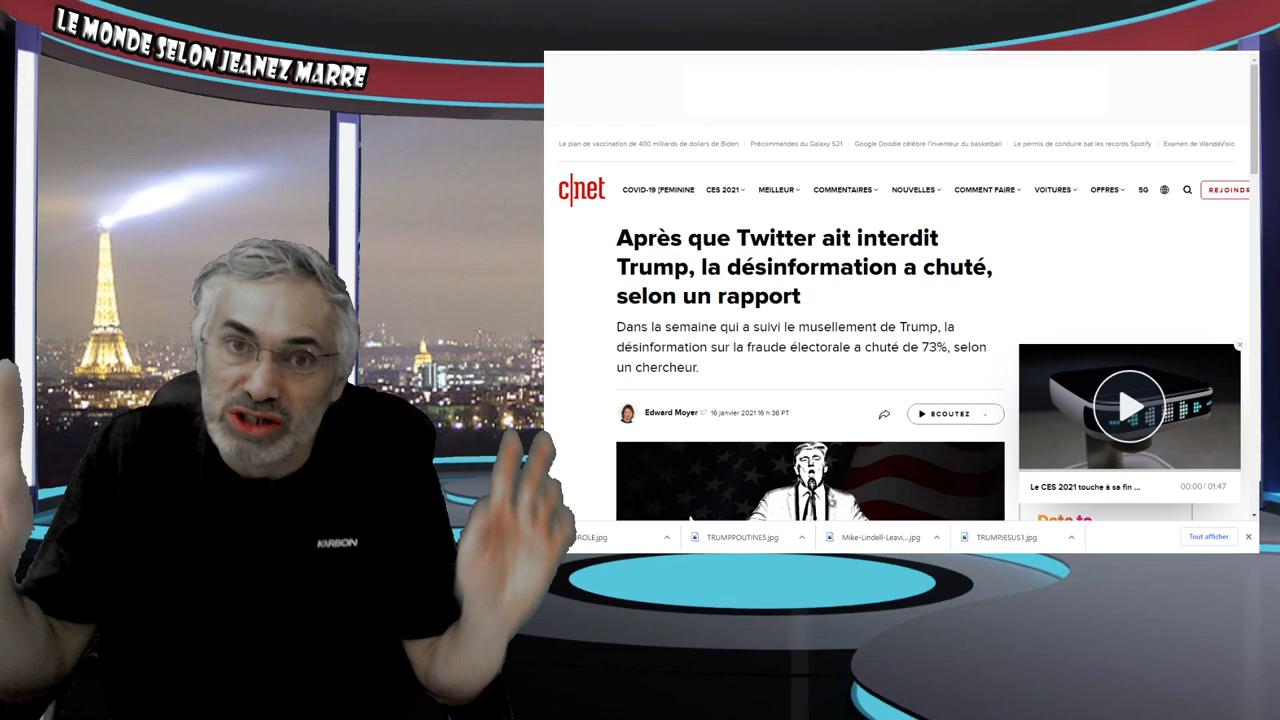 LE MONDE SELON JEANEZ MARRE
Le plan de vaccination de 400 milliards de dollars de Biden
Précommandes du Galaxy S21
Google Doodle célèbre l'inventeur du basketball
Le permis de conduire bat les records Spotify
Examen de WandaVisio
c|net
COVID-19 [FEMININE
CES 2021
MEILLEUR
COMMENTAIRES
NOUVELLES
COMMENT FAIRE
VOITURES
OFFRES
5G
REJOINDR
Après que Twitter ait interdit
Trump, la désinformation a chuté,
selon un rapport
Dans la semaine qui a suivi le musellement de Trump, la
désinformation sur la fraude électorale a chuté de 73%, selon
un chercheur.
Edward Moyer
16 janvier 2021 16 h 36 PT
ECOUTEZ
Le CES 2021 touche à sa fin ...
00:00 / 01:47
KARBON
ROLE.jpg
TRUMPPOUTINE5.jpg
Mike-Lindell-Leavi....jpg
TRUMPJESUS1.jpg
Tout afficher